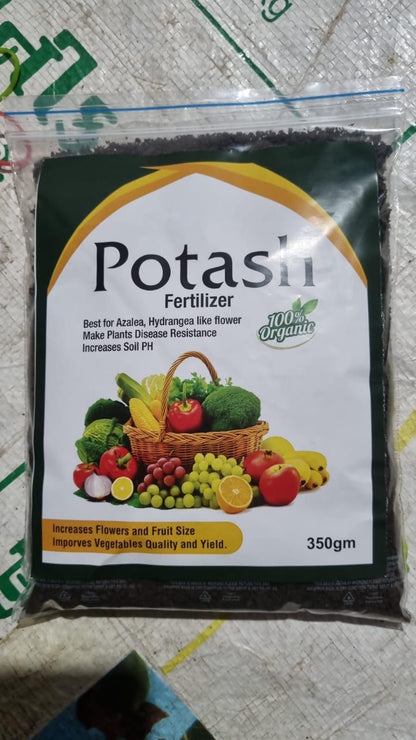 Potash
Fertilizer
Best for Azalea, Hydrangea like flower
Make Plants Disease Resistance
Increases Soil PH
100%
Organic
Increases Flowers and Fruit Size
Imporves Vegetables Quality and Yield.
350gm